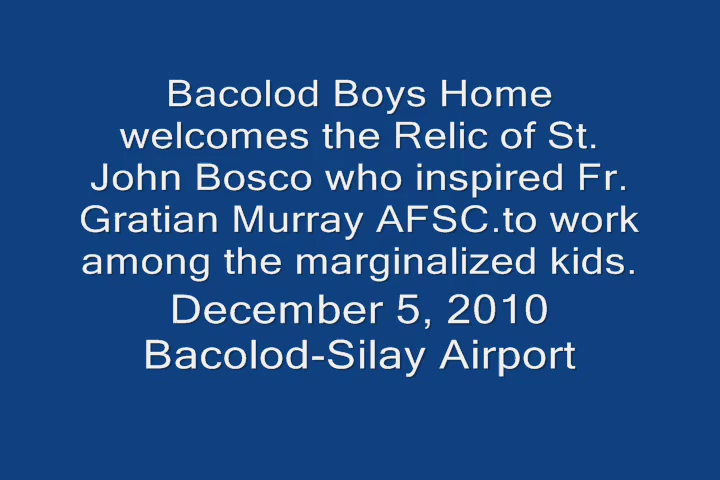 Bacolod Boys Home
welcomes the Relic of St.
John Bosco who inspired Fr.
Gratian Murray AFSC.to work
among the marginalized kids.
December 5, 2010
Bacolod-Silay Airport